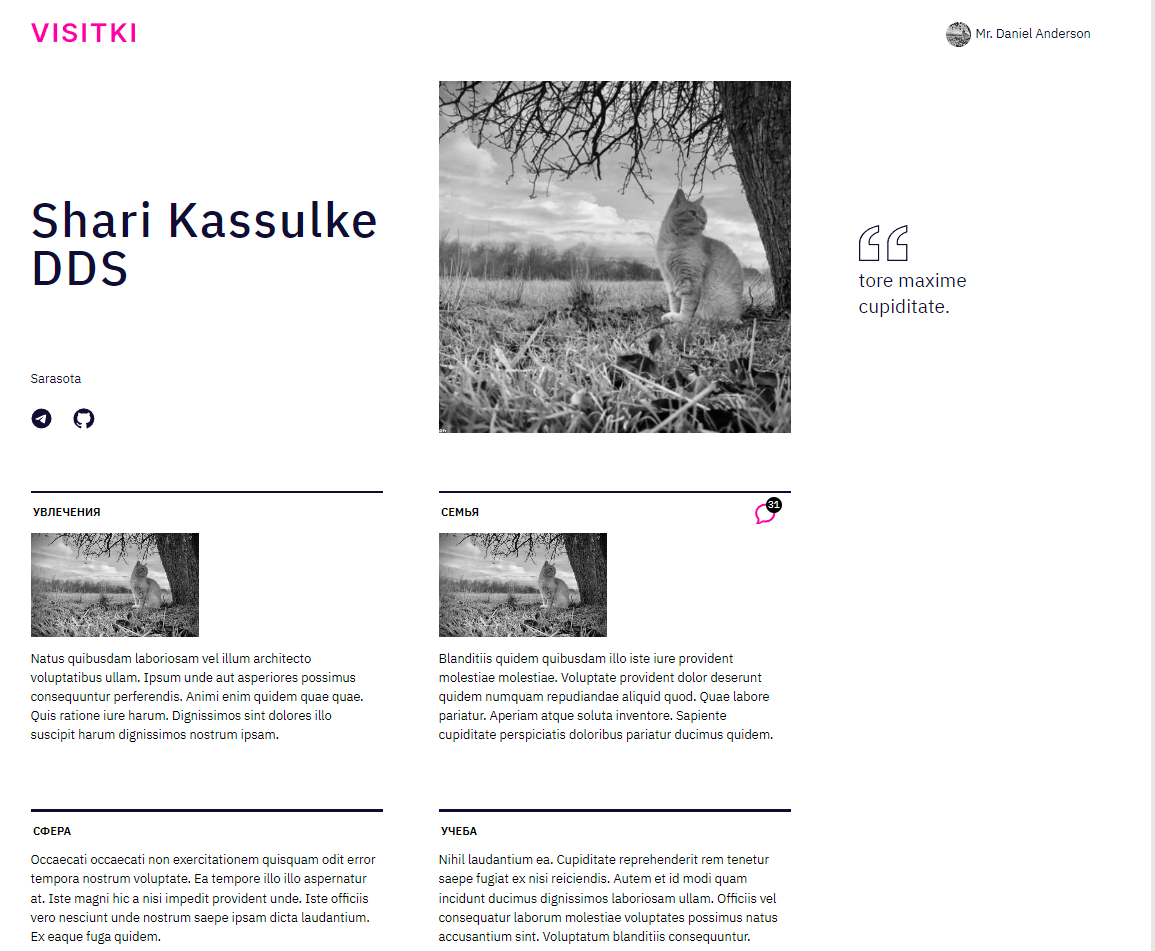 VISITKI
Mr. Daniel Anderson
Shari Kassulke
DDS
tore maxime
cupiditate.
Sarasota
УВЛЕЧЕНИЯ
Natus quibusdam laboriosam vel illum architecto
voluptatibus ullam. Ipsum unde aut asperiores possimus
consequuntur perferendis. Animi enim quidem quae quae.
Quis ratione iure harum. Dignissimos sint dolores illo
suscipit harum dignissimos nostrum ipsam.
СЕМЬЯ
31
Blanditiis quidem quibusdam illo iste iure provident
molestiae molestiae. Voluptate provident dolor deserunt
quidem numquam repudiandae aliquid quod. Quae labore
pariatur. Aperiam atque soluta inventore. Sapiente
cupiditate perspiciatis doloribus pariatur ducimus quidem.
СФЕРА
Occaecati occaecati non exercitationem quisquam odit error
tempora nostrum voluptate. Ea tempore illo illo aspernatur
at. Iste magni hic a nisi impedit provident unde. Iste officiis
vero nesciunt unde nostrum saepe ipsam dicta laudantium.
Ex eaque fuga quidem.
УЧЕБА
Nihil laudantium ea. Cupiditate reprehenderit rem tenetur
saepe fugiat ex nisi reiciendis. Autem et id modi quam
incidunt ducimus dignissimos laboriosam ullam. Officiis vel
consequatur laborum molestiae voluptates possimus natus
accusantium sint. Voluptatum blanditiis consequuntur.